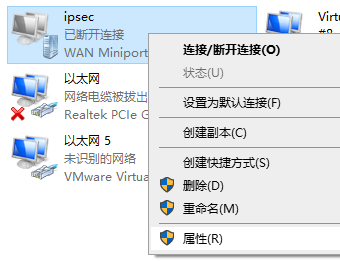 ipsec
已断开连接
WAN Miniport
以太网
网络电缆被拔出
Realtek PCIe G
以太网 5
未识别的网络
VMware Virtua
Virtu
#8
连接/断开连接(O)
状态(U)
设置为默认连接(F)
创建副本(C)
创建快捷方式(S)
删除(D)
重命名(M)
属性(R)